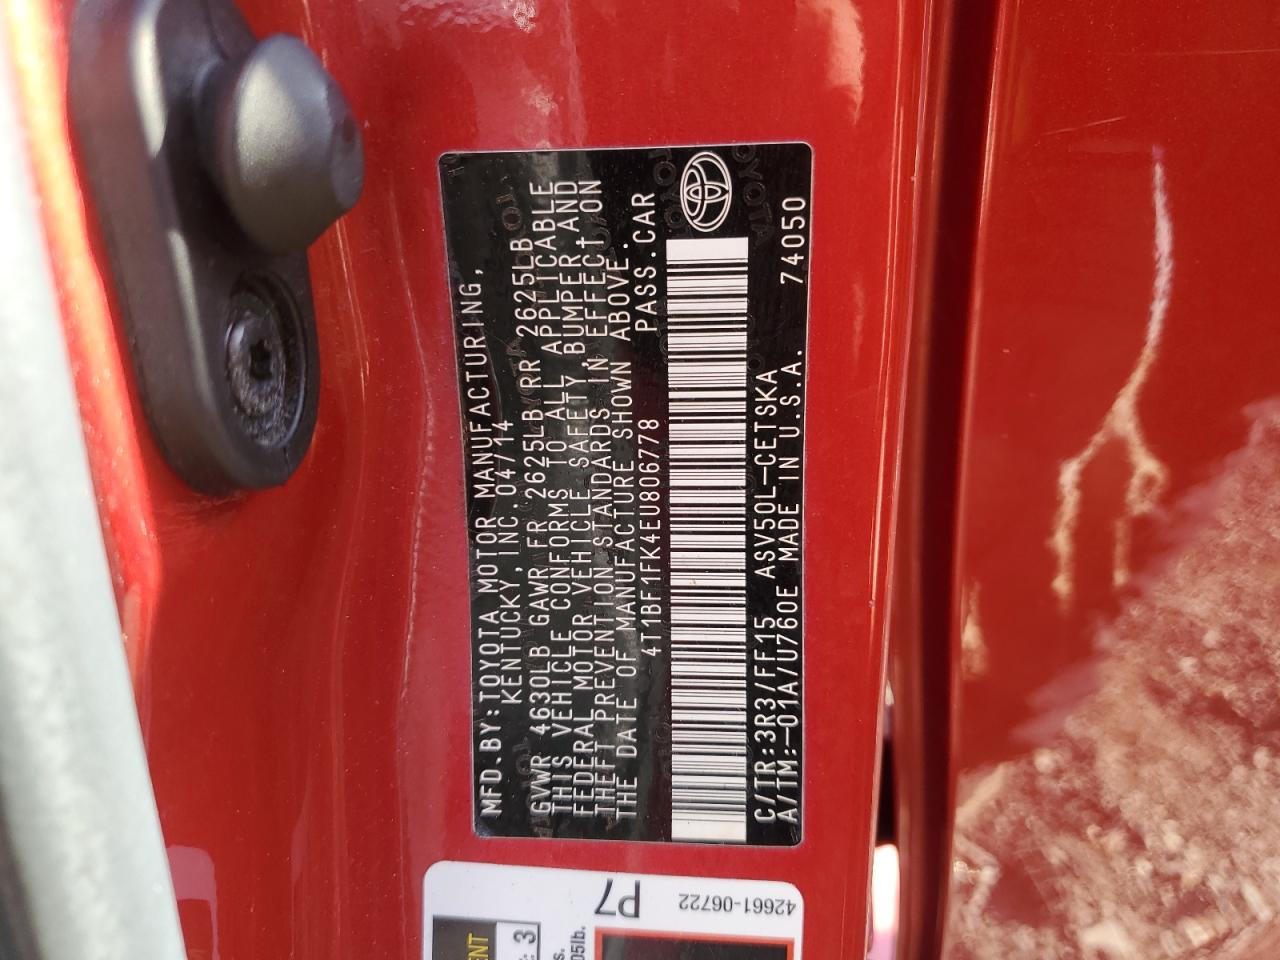 MFD.BY:TOYOTA MOTOR MANUFACTURING,
KENTUCKY, INC. 04/14
GVWR 4630LB GAWR FR 2625LB RR 2625LB
THIS VEHICLE CONFORMS TO ALL APPLICABLE
FEDERAL MOTOR VEHICLE SAFETY, BUMPER, AND
THEFT PREVENTION STANDARDS IN EFFECT ON
THE DATE OF MANUFACTURE SHOWN ABOVE.
4T1BF1FK4EU806778 PASS.CAR
C/TR:3R3/FF15 ASV50L-CETSKA
A/TM:-01A/U760E MADE IN U.S.A. 74050
P7
42661-06722
3